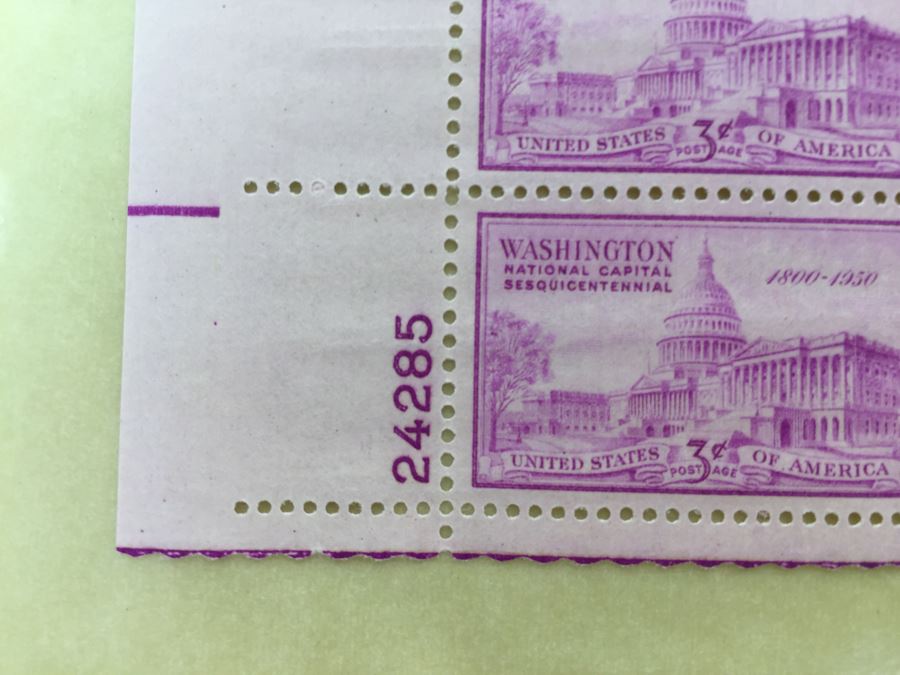 UNITED STATES 3¢ OF AMERICA
POSTAGE
WASHINGTON
NATIONAL CAPITAL
SESQUICENTENNIAL
1800-1950
24285
UNITED STATES 3¢ OF AMERICA
POSTAGE